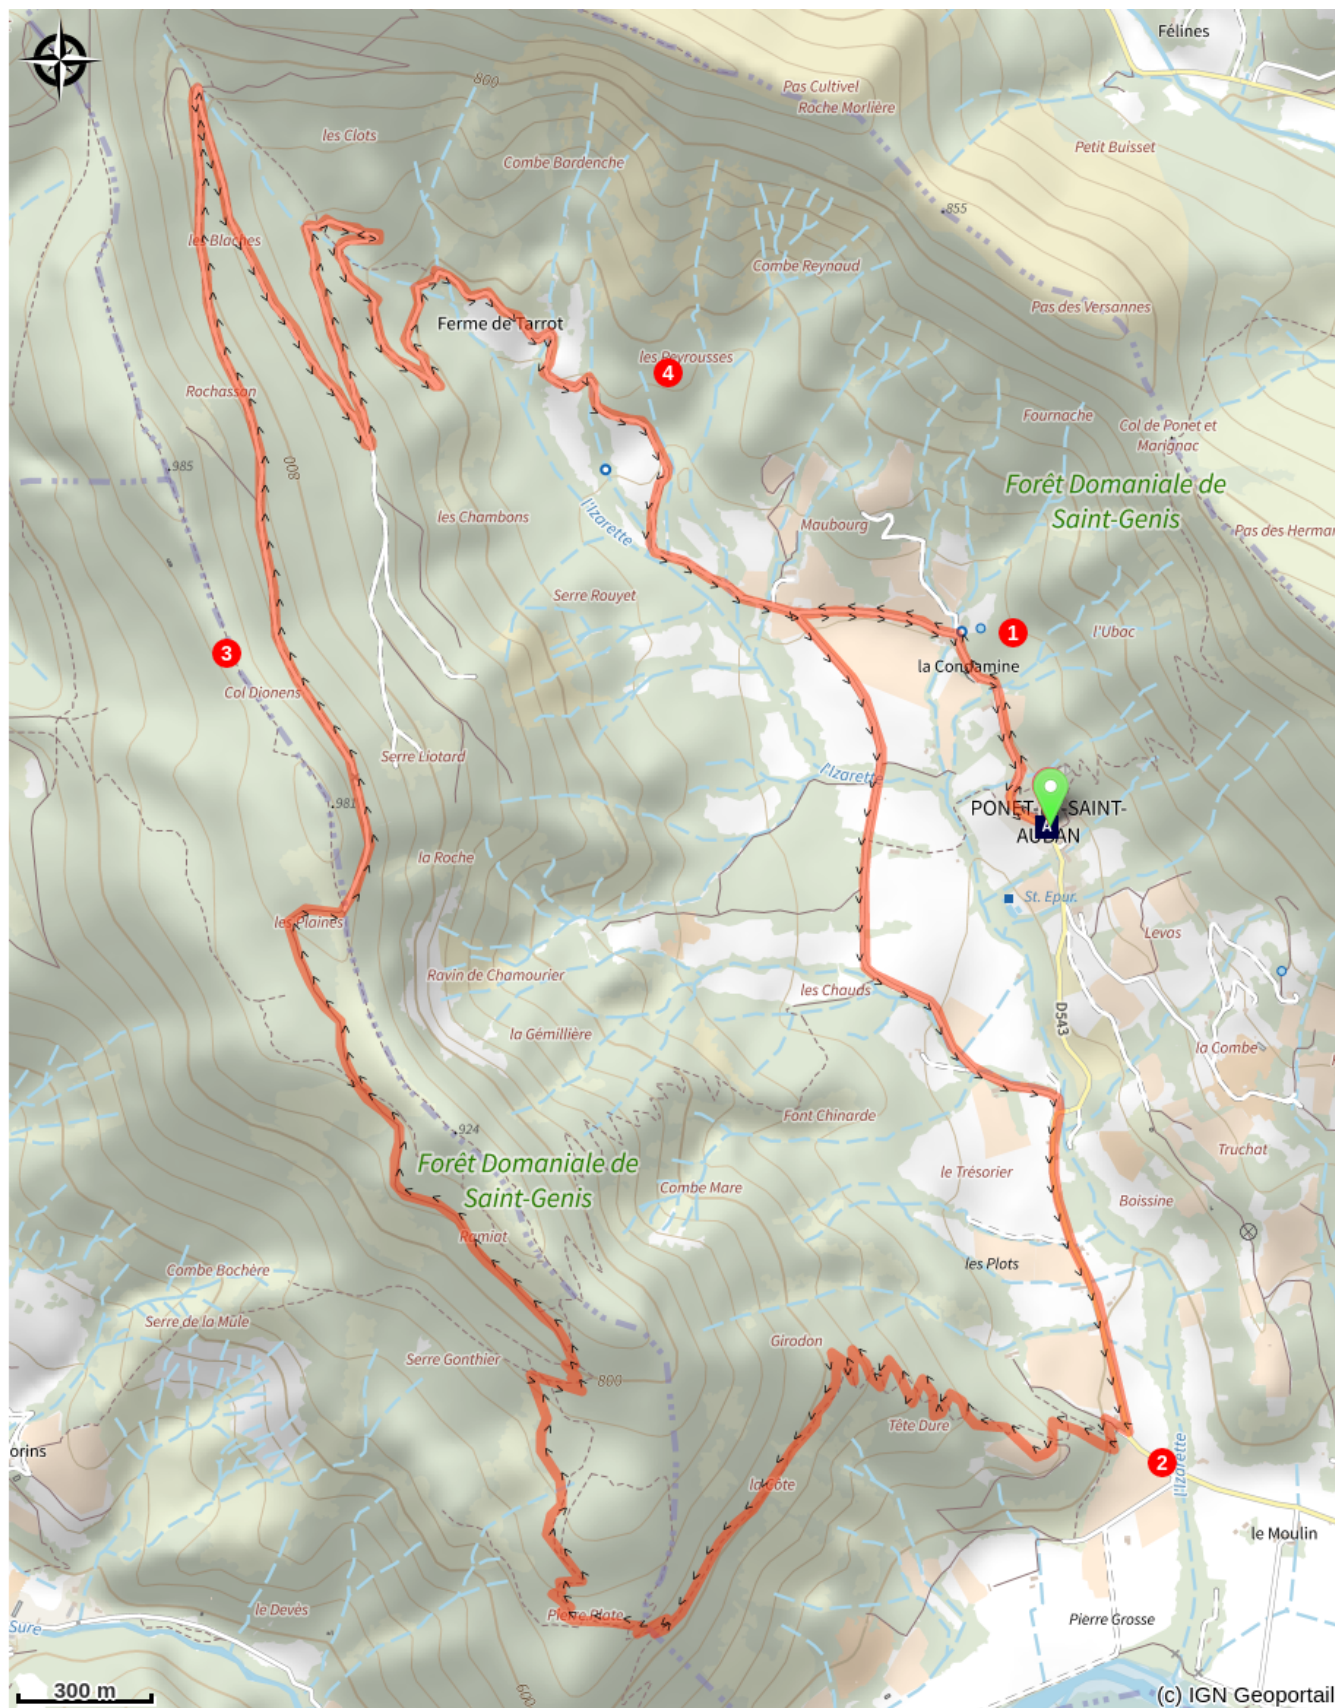 Félines
800
Pas Cultivel
Roche Morlière
les Clots
Petit Buisset
Combe Bardenche
855
les Blaches
Combe Reynaud
Pas des Versannes
Ferme de Tarrot
les Peyrousses
4
Rochasson
Fournache
Col de Ponet et
Marignac
985
800
Forêt Domaniale de
Saint-Genis
les Chambons
l'Izarette
Maubourg
Pas des Herman
Serre Rouyet
1
l'Ubac
3
la Condamine
Col Dionens
Serre Liotard
l'Izarette
981
PONET-ET-SAINT-
AUBAN
A
la Roche
St. Epur.
les Plaines
Levas
Ravin de Chamourier
les Chauds
D543
la Gémillière
la Combe
Font Chinarde
924
Truchat
Forêt Domaniale de
Saint-Genis
le Trésorier
Combe Mare
Boissine
Ramiat
les Plots
Combe Bochère
Serre de la Mule
Girodon
Serre Gonthier
800
Tête Dure
orins
2
l'Izarette
la Côte
le Moulin
le Devès
Pierre Plate
Pierre Grosse
Sure
600
300 m
(c) IGN Geoportail